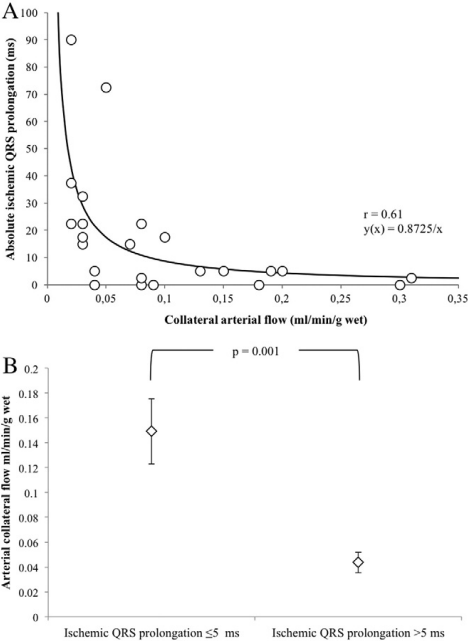 A
Absolute ischemic QRS prolongation (ms)
100
90
80
70
60
50
40
30
20
10
0
r = 0.61
y(x) = 0.8725/x
0 0,05 0,1 0,15 0,2 0,25 0,3 0,35
Collateral arterial flow (ml/min/g wet)
B
p = 0.001
Arterial collateral flow ml/min/g wet
0.2
0.18
0.16
0.14
0.12
0.1
0.08
0.06
0.04
0.02
0
Ischemic QRS prolongation ≤5 ms Ischemic QRS prolongation >5 ms